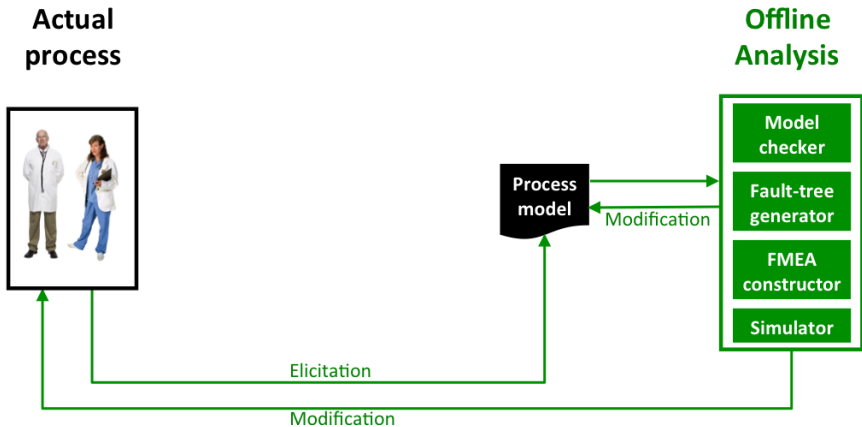 Actual
process
Offline
Analysis
Model
checker
Process
model
Fault-tree
generator
Modification
FMEA
constructor
Simulator
Elicitation
Modification